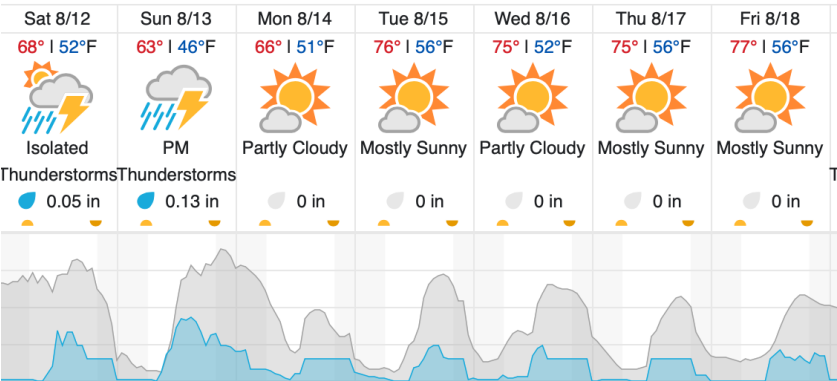 Sat 8/12 Sun 8/13 Mon 8/14 Tue 8/15 Wed 8/16 Thu 8/17 Fri 8/18
68° | 52°F 63° | 46°F 66° | 51°F 76° | 56°F 75° | 52°F 75° | 56°F 77° | 56°F
Isolated PM Partly Cloudy Mostly Sunny Partly Cloudy Mostly Sunny Mostly Sunny
Thunderstorms Thunderstorms T
0.05 in 0.13 in 0 in 0 in 0 in 0 in 0 in